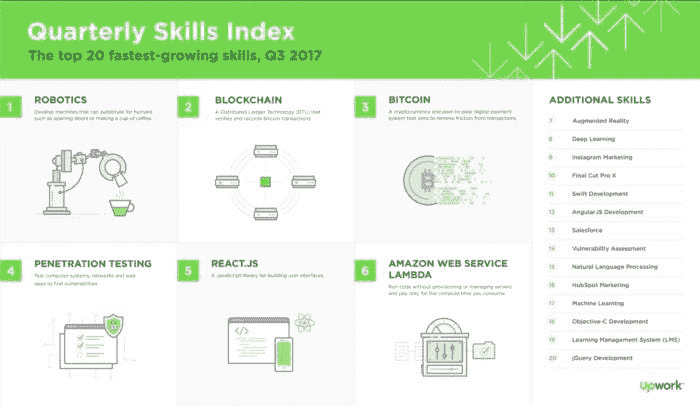 Quarterly Skills Index
The top 20 fastest-growing skills, Q3 2017
1
ROBOTICS
Develop machines that can substitute for humans
such as opening doors or making a cup of coffee.
2
BLOCKCHAIN
A Distributed Ledger Technology (DTL) that
verifies and records bitcoin transactions.
3
BITCOIN
A cryptocurrency and peer-to-peer digital payment
system that aims to remove friction from transactions.
4
PENETRATION TESTING
Test computer systems, networks and web
apps to find vulnerabilities.
5
REACT.JS
A JavaScript library for building user interfaces.
</>
6
AMAZON WEB SERVICE
LAMBDA
Run code without provisioning or managing servers
and pay only for the compute time you consume.
ADDITIONAL SKILLS
7 Augmented Reality
8 Deep Learning
9 Instagram Marketing
10 Final Cut Pro X
11 Swift Development
12 AngularJS Development
13 Salesforce
14 Vulnerability Assessment
15 Natural Language Processing
16 HubSpot Marketing
17 Machine Learning
18 Objective-C Development
19 Learning Management System (LMS)
20 jQuery Development
Upwork